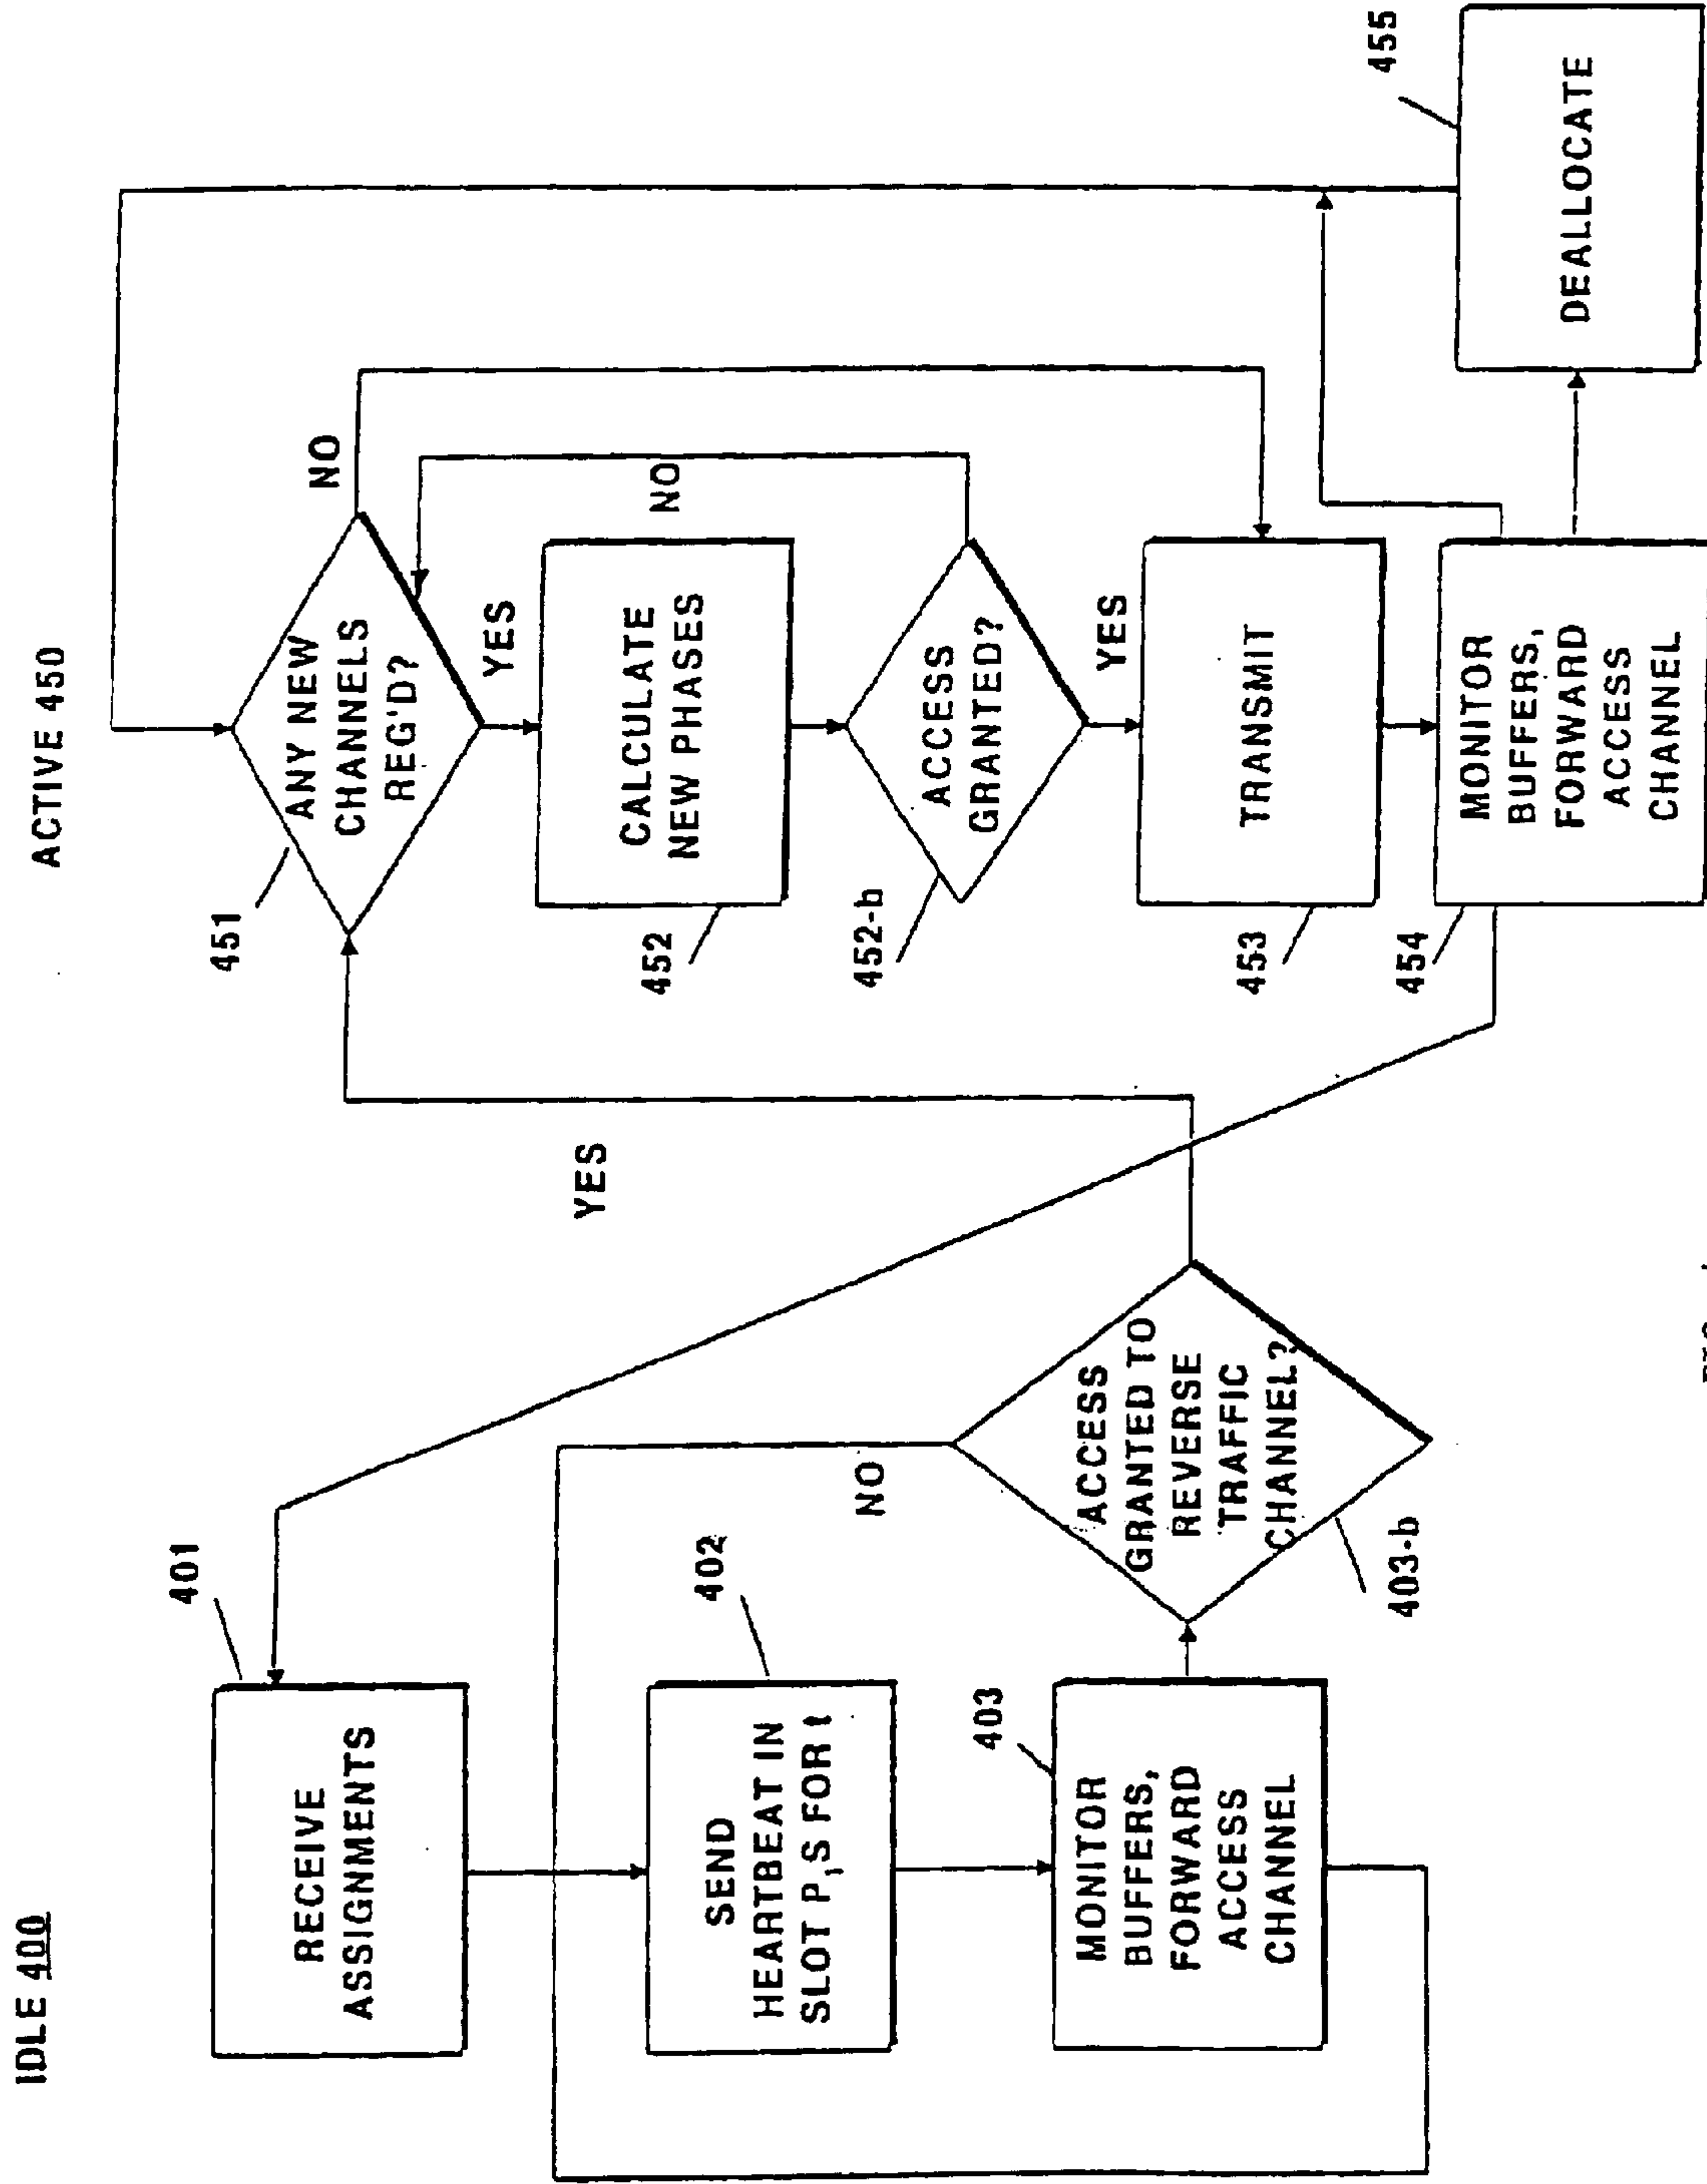 IDLE 400
401
RECEIVE
ASSIGNMENTS
402
SEND
HEARTBEAT IN
SLOT P,S FOR t
403
MONITOR
BUFFERS,
FORWARD
ACCESS
CHANNEL
NO
ACCESS
GRANTED TO
REVERSE
TRAFFIC
CHANNEL?
403-b
YES
ACTIVE 450
451
ANY NEW
CHANNELS
REG'D?
NO
YES
452
CALCULATE
NEW PHASES
NO
452-b
ACCESS
GRANTED?
YES
453
TRANSMIT
454
MONITOR
BUFFERS,
FORWARD
ACCESS
CHANNEL
455
DEALLOCATE